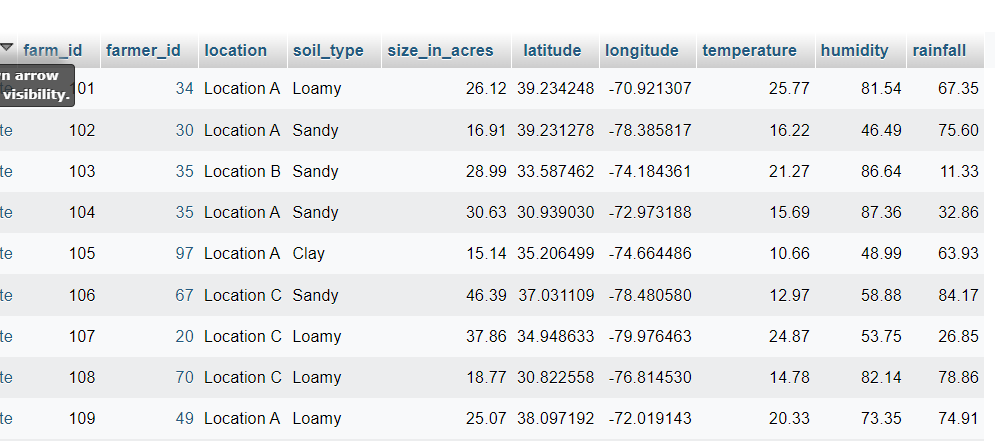 farm_id farmer_id location soil_type size_in_acres latitude longitude temperature humidity rainfall
n arrow
visibility.
101 34 Location A Loamy 26.12 39.234248 -70.921307 25.77 81.54 67.35
te 102 30 Location A Sandy 16.91 39.231278 -78.385817 16.22 46.49 75.60
te 103 35 Location B Sandy 28.99 33.587462 -74.184361 21.27 86.64 11.33
te 104 35 Location A Sandy 30.63 30.939030 -72.973188 15.69 87.36 32.86
te 105 97 Location A Clay 15.14 35.206499 -74.664486 10.66 48.99 63.93
te 106 67 Location C Sandy 46.39 37.031109 -78.480580 12.97 58.88 84.17
te 107 20 Location C Loamy 37.86 34.948633 -79.976463 24.87 53.75 26.85
te 108 70 Location C Loamy 18.77 30.822558 -76.814530 14.78 82.14 78.86
te 109 49 Location A Loamy 25.07 38.097192 -72.019143 20.33 73.35 74.91